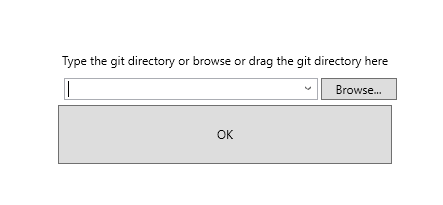 Type the git directory or browse or drag the git directory here
Browse...
OK